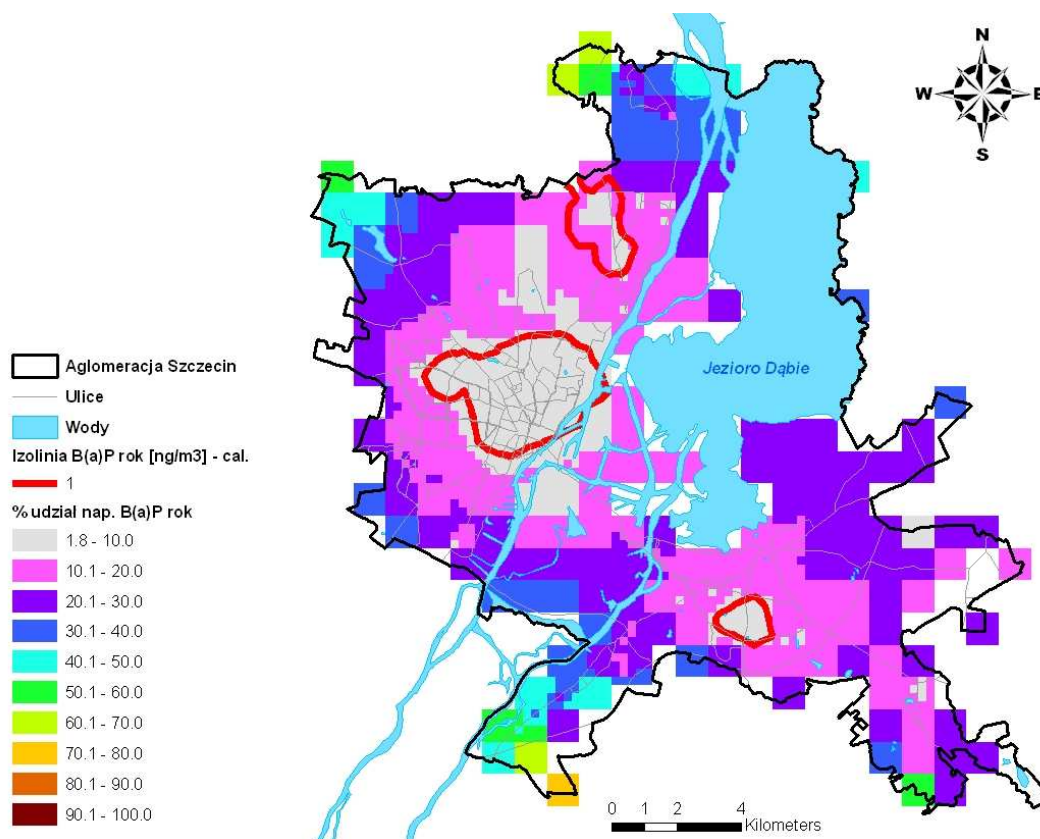 N
W
E
S
Jezioro Dąbie
Aglomeracja Szczecin
Ulice
Wody
Izolinia B(a)P rok [ng/m3] - cal.
1
% udział nap. B(a)P rok
1.8 - 10.0
10.1 - 20.0
20.1 - 30.0
30.1 - 40.0
40.1 - 50.0
50.1 - 60.0
60.1 - 70.0
70.1 - 80.0
80.1 - 90.0
90.1 - 100.0
0 1 2 4
Kilometers